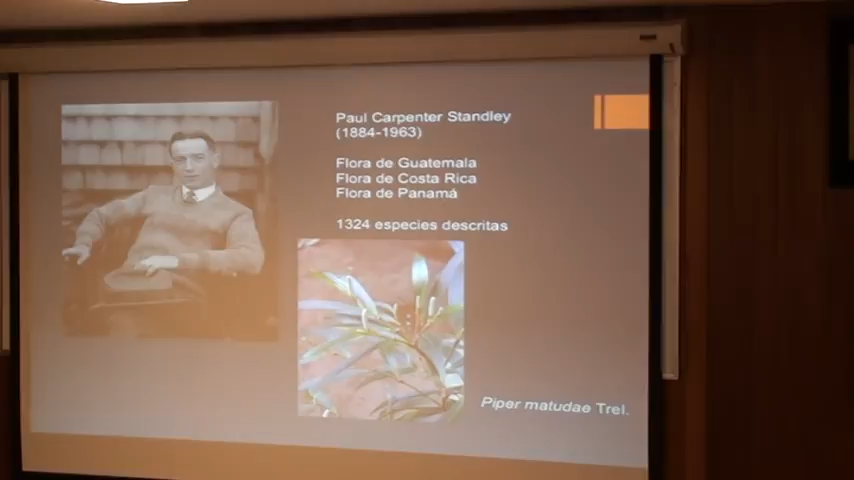 Paul Carpenter Standley
(1884-1963)
Flora de Guatemala
Flora de Costa Rica
Flora de Panamá
1324 especies descritas
Piper matudae Trel.